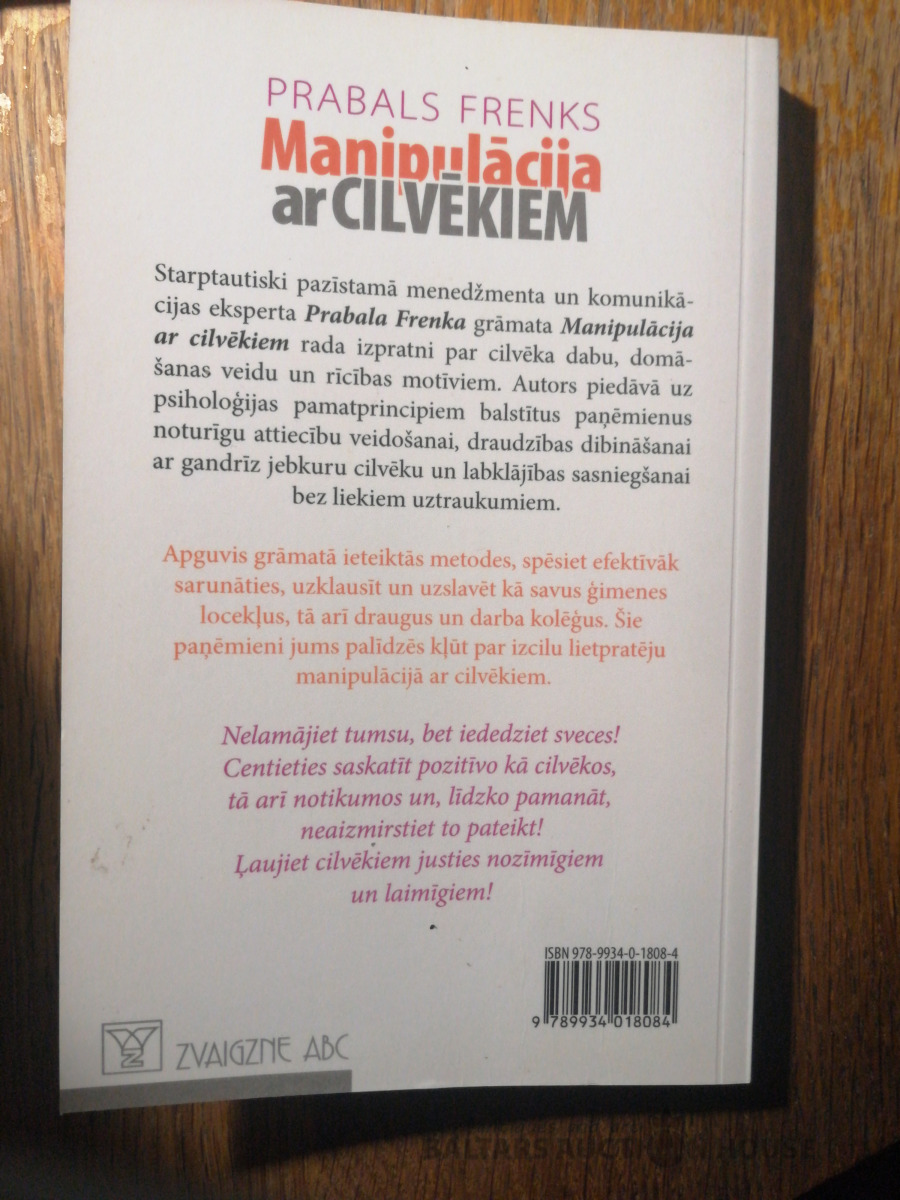 PRABALS FRENKS
Manipulācija
ar CILVĒKIEM
Starptautiski pazīstamā menedžmenta un komunikā-
cijas eksperta Prabala Frenka grāmata Manipulācija
ar cilvēkiem rada izpratni par cilvēka dabu, domā-
šanas veidu un rīcības motīviem. Autors piedāvā uz
psiholoģijas pamatprincipiem balstītus paņēmienus
noturīgu attiecību veidošanai, draudzības dibināšanai
ar gandrīz jebkuru cilvēku un labklājības sasniegšanai
bez liekiem uztraukumiem.
Apguvis grāmatā ieteiktās metodes, spēsiet efektīvāk
sarunāties, uzklausīt un uzslavēt kā savus ģimenes
locekļus, tā arī draugus un darba kolēģus. Šie
paņēmieni jums palīdzēs kļūt par izcilu lietpratēju
manipulācijā ar cilvēkiem.
Nelamājiet tumsu, bet iededziet sveces!
Centieties saskatīt pozitīvo kā cilvēkos,
tā arī notikumos un, līdzko pamanāt,
neaizmirstiet to pateikt!
Ļaujiet cilvēkiem justies nozīmīgiem
un laimīgiem!
ISBN 978-9934-0-1808-4
9 789934 018084
ZVAIGZNE ABC
BALTARS AUCTION HOUSE